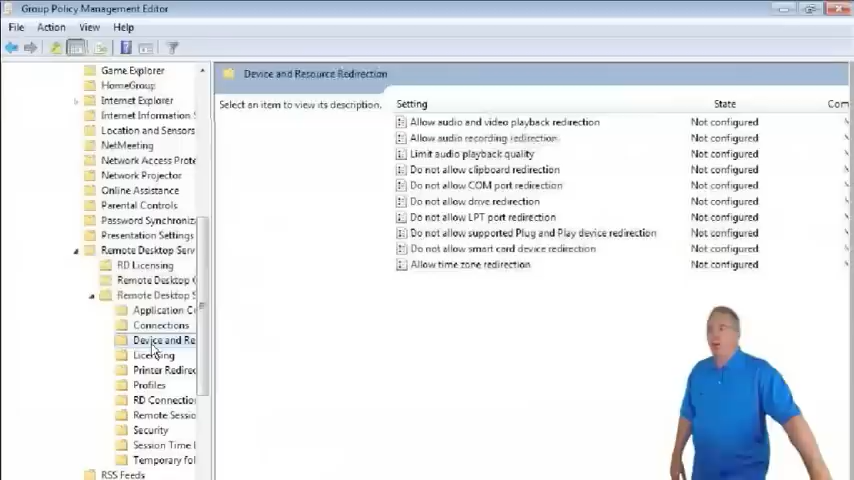 Group Policy Management Editor
File Action View Help
Game Explorer
HomeGroup
Internet Explorer
Internet Information
Location and Sensors
NetMeeting
Network Access Prote
Network Projector
Online Assistance
Parental Controls
Password Synchroniz
Presentation Settings
Remote Desktop Serv
RD Licensing
Remote Desktop
Remote Desktop S
Application C
Connections
Device and Re
Licensing
Printer Redirec
Profiles
RD Connectio
Remote Sessio
Security
Session Time
Temporary fol
RSS Feeds
Device and Resource Redirection
Select an item to view its description.
Setting State Com
Allow audio and video playback redirection Not configured
Allow audio recording redirection Not configured
Limit audio playback quality Not configured
Do not allow clipboard redirection Not configured
Do not allow COM port redirection Not configured
Do not allow drive redirection Not configured
Do not allow LPT port redirection Not configured
Do not allow supported Plug and Play device redirection Not configured
Do not allow smart card device redirection Not configured
Allow time zone redirection Not configured